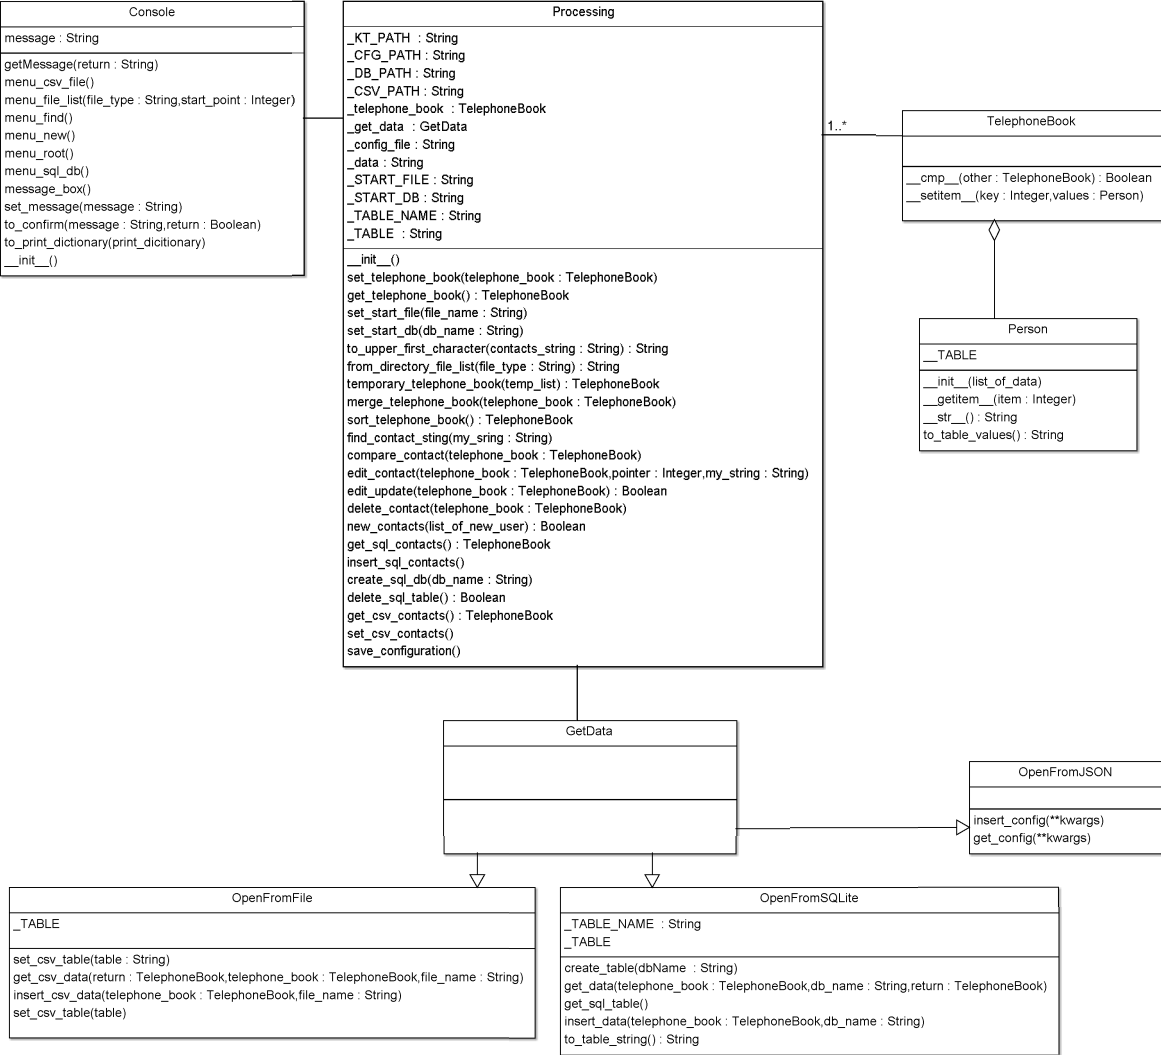 Console
message : String
getMessage(return : String)
menu_csv_file()
menu_file_list(file_type : String,start_point : Integer)
menu_find()
menu_new()
menu_root()
menu_sql_db()
message_box()
set_message(message : String)
to_confirm(message : String,return : Boolean)
to_print_dictionary(print_dicitionary)
__init__()
Processing
_KT_PATH : String
_CFG_PATH : String
_DB_PATH : String
_CSV_PATH : String
_telephone_book : TelephoneBook
_get_data : GetData
_config_file : String
_data : String
_START_FILE : String
_START_DB : String
_TABLE_NAME : String
_TABLE : String
__init__()
set_telephone_book(telephone_book : TelephoneBook)
get_telephone_book() : TelephoneBook
set_start_file(file_name : String)
set_start_db(db_name : String)
to_upper_first_character(contacts_string : String) : String
from_directory_file_list(file_type : String) : String
temporary_telephone_book(temp_list) : TelephoneBook
merge_telephone_book(telephone_book : TelephoneBook)
sort_telephone_book() : TelephoneBook
find_contact_sting(my_sring : String)
compare_contact(telephone_book : TelephoneBook)
edit_contact(telephone_book : TelephoneBook,pointer : Integer,my_string : String)
edit_update(telephone_book : TelephoneBook) : Boolean
delete_contact(telephone_book : TelephoneBook)
new_contacts(list_of_new_user) : Boolean
get_sql_contacts() : TelephoneBook
insert_sql_contacts()
create_sql_db(db_name : String)
delete_sql_table() : Boolean
get_csv_contacts() : TelephoneBook
set_csv_contacts()
save_configuration()
1..*
TelephoneBook
__cmp__(other : TelephoneBook) : Boolean
__setitem__(key : Integer,values : Person)
Person
__TABLE
__init__(list_of_data)
__getitem__(item : Integer)
__str__() : String
to_table_values() : String
GetData
OpenFromJSON
insert_config(**kwargs)
get_config(**kwargs)
OpenFromFile
_TABLE
set_csv_table(table : String)
get_csv_data(return : TelephoneBook,telephone_book : TelephoneBook,file_name : String)
insert_csv_data(telephone_book : TelephoneBook,file_name : String)
set_csv_table(table)
OpenFromSQLite
_TABLE_NAME : String
_TABLE
create_table(dbName : String)
get_data(telephone_book : TelephoneBook,db_name : String,return : TelephoneBook)
get_sql_table()
insert_data(telephone_book : TelephoneBook,db_name : String)
to_table_string() : String